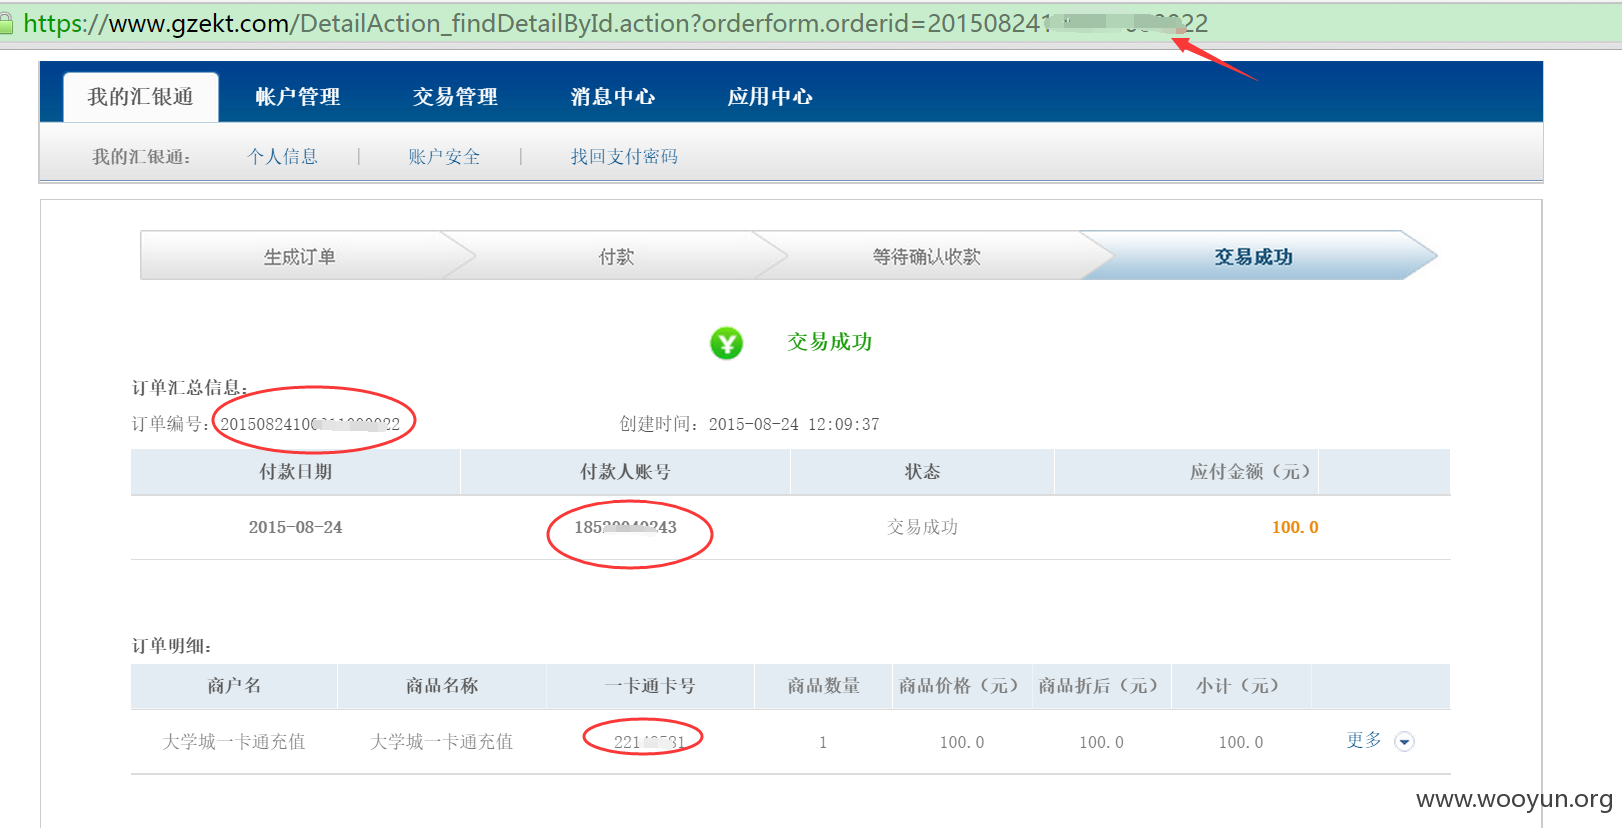 https://www.gzekt.com/DetailAction_findDetailById.action?orderform.orderid=201508241 22
我的汇银通 帐户管理 交易管理 消息中心 应用中心
我的汇银通: 个人信息 | 账户安全 | 找回支付密码
生成订单 付款 等待确认收款 交易成功
¥ 交易成功
订单汇总信息:
订单编号: 20150824100 22 创建时间: 2015-08-24 12:09:37
付款日期 付款人账号 状态 应付金额（元）
2015-08-24 185 243 交易成功 100.0
订单明细:
商户名 商品名称 一卡通卡号 商品数量 商品价格（元） 商品折后（元） 小计（元）
大学城一卡通充值 大学城一卡通充值 221 31 1 100.0 100.0 100.0 更多
www.wooyun.org